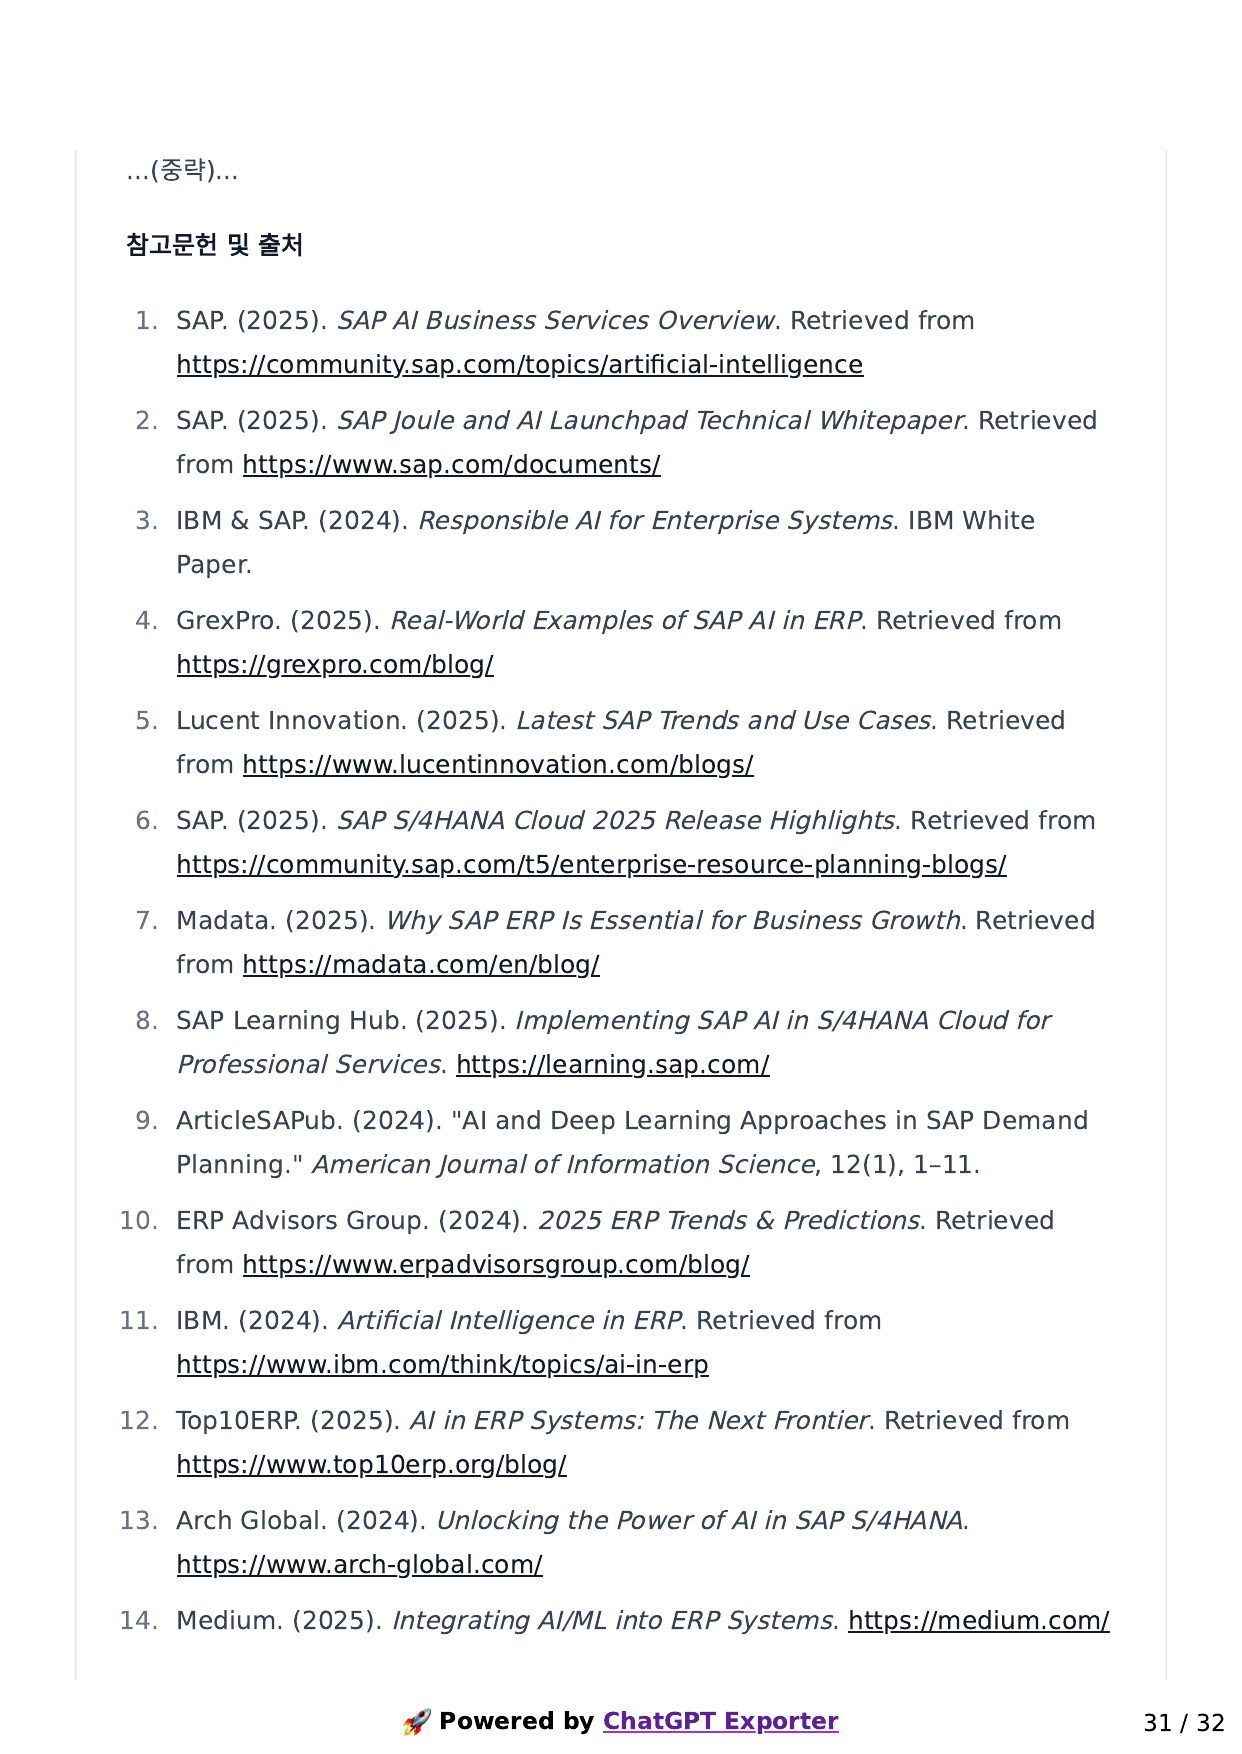 ...(중략)...
참고문헌 및 출처
1. SAP. (2025). SAP AI Business Services Overview. Retrieved from
https://community.sap.com/topics/artificial-intelligence
2. SAP. (2025). SAP Joule and AI Launchpad Technical Whitepaper. Retrieved
from https://www.sap.com/documents/
3. IBM & SAP. (2024). Responsible AI for Enterprise Systems. IBM White
Paper.
4. GrexPro. (2025). Real-World Examples of SAP AI in ERP. Retrieved from
https://grexpro.com/blog/
5. Lucent Innovation. (2025). Latest SAP Trends and Use Cases. Retrieved
from https://www.lucentinnovation.com/blogs/
6. SAP. (2025). SAP S/4HANA Cloud 2025 Release Highlights. Retrieved from
https://community.sap.com/t5/enterprise-resource-planning-blogs/
7. Madata. (2025). Why SAP ERP Is Essential for Business Growth. Retrieved
from https://madata.com/en/blog/
8. SAP Learning Hub. (2025). Implementing SAP AI in S/4HANA Cloud for
Professional Services. https://learning.sap.com/
9. ArticleSAPub. (2024). "AI and Deep Learning Approaches in SAP Demand
Planning." American Journal of Information Science, 12(1), 1–11.
10. ERP Advisors Group. (2024). 2025 ERP Trends & Predictions. Retrieved
from https://www.erpadvisorsgroup.com/blog/
11. IBM. (2024). Artificial Intelligence in ERP. Retrieved from
https://www.ibm.com/think/topics/ai-in-erp
12. Top10ERP. (2025). AI in ERP Systems: The Next Frontier. Retrieved from
https://www.top10erp.org/blog/
13. Arch Global. (2024). Unlocking the Power of AI in SAP S/4HANA.
https://www.arch-global.com/
14. Medium. (2025). Integrating AI/ML into ERP Systems. https://medium.com/
🚀 Powered by ChatGPT Exporter
31 / 32